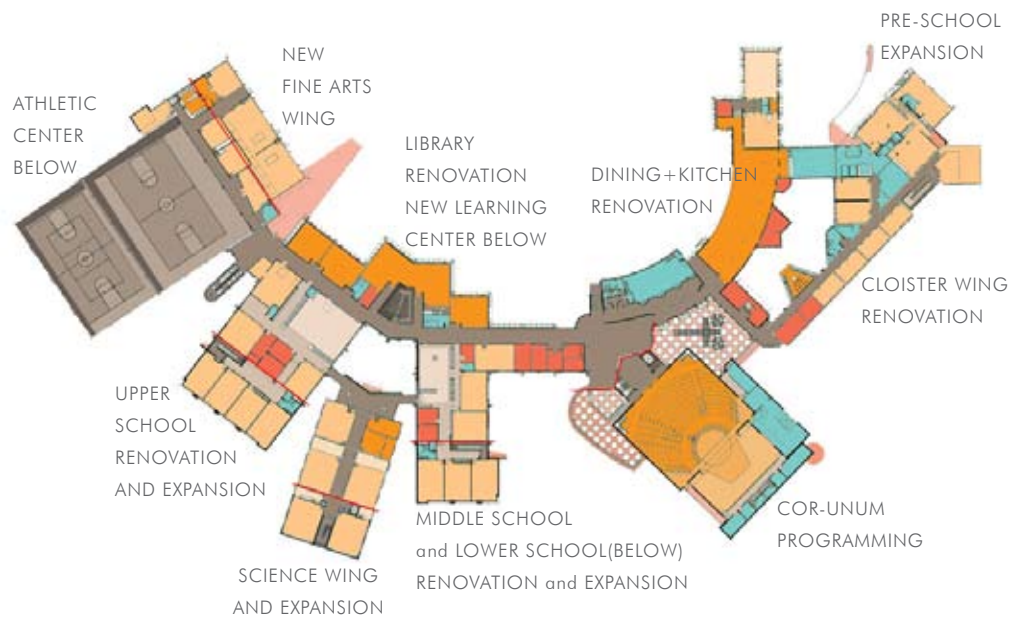 PRE-SCHOOL
EXPANSION
NEW
FINE ARTS
WING
ATHLETIC
CENTER
BELOW
LIBRARY
RENOVATION
NEW LEARNING
CENTER BELOW
DINING+KITCHEN
RENOVATION
CLOISTER WING
RENOVATION
UPPER
SCHOOL
RENOVATION
AND EXPANSION
MIDDLE SCHOOL
and LOWER SCHOOL(BELOW)
RENOVATION and EXPANSION
COR-UNUM
PROGRAMMING
SCIENCE WING
AND EXPANSION